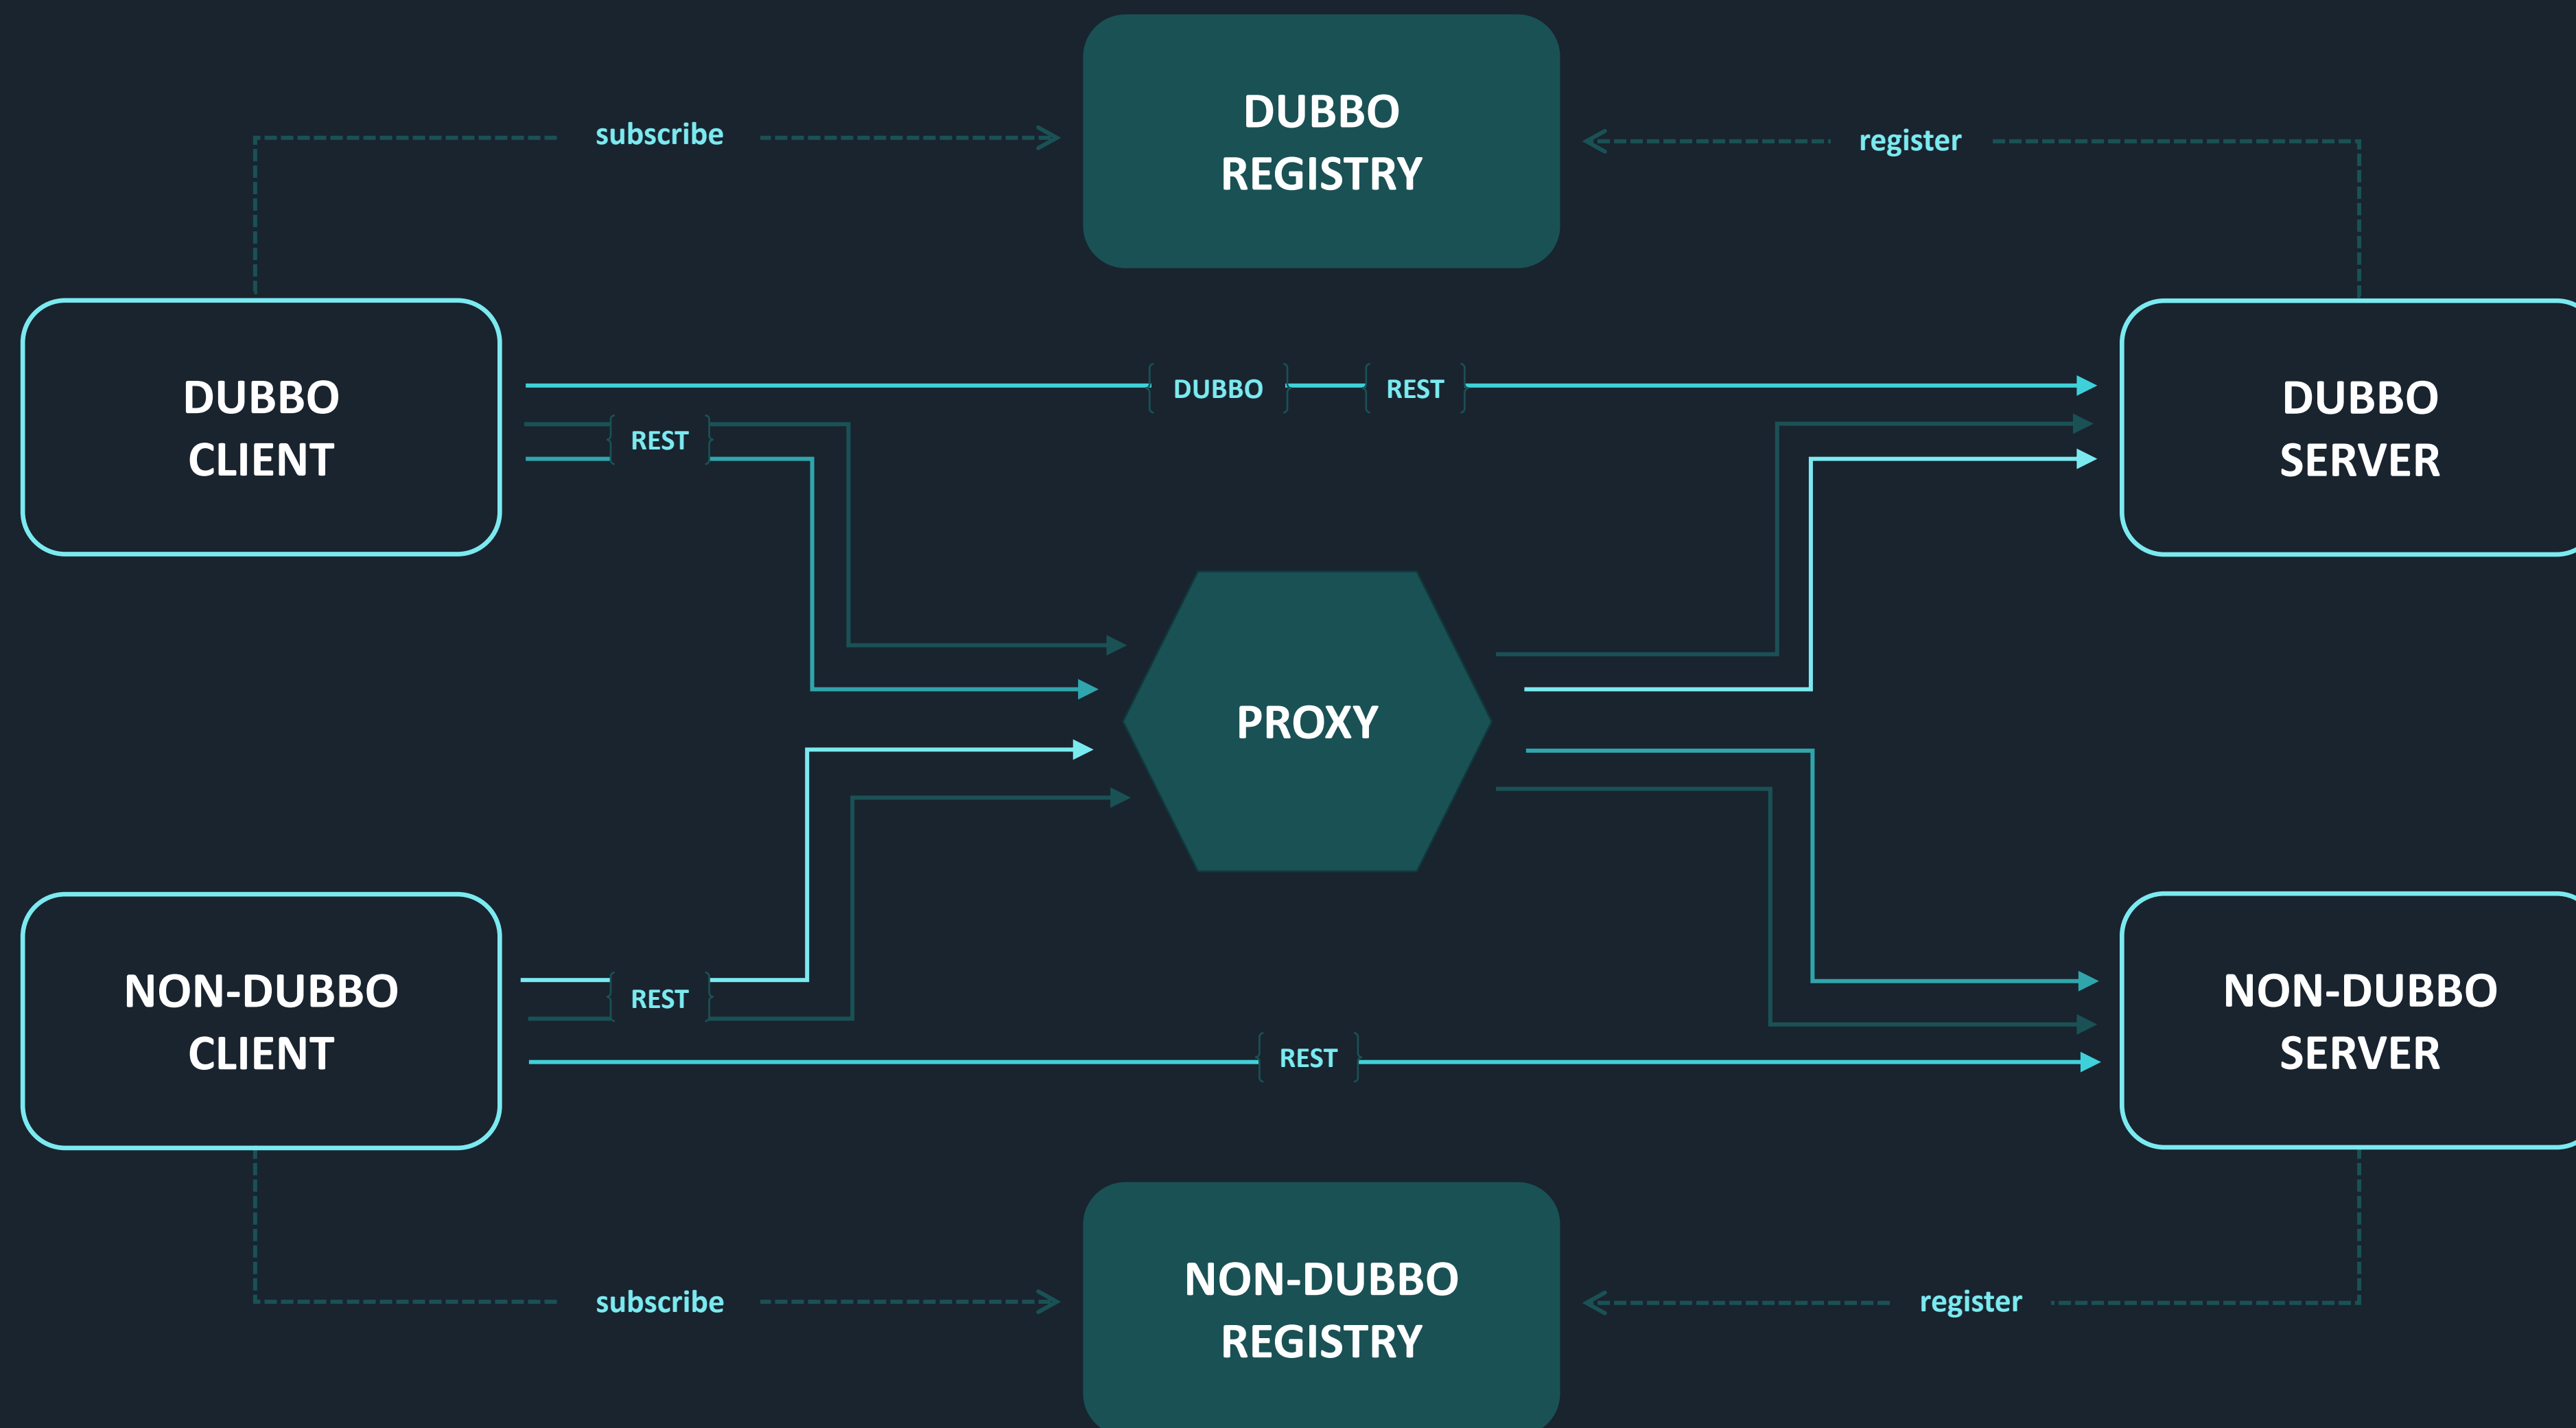 DUBBO
REGISTRY
subscribe
register
DUBBO
CLIENT
DUBBO
REST
DUBBO
SERVER
REST
PROXY
NON-DUBBO
CLIENT
REST
REST
NON-DUBBO
SERVER
NON-DUBBO
REGISTRY
subscribe
register